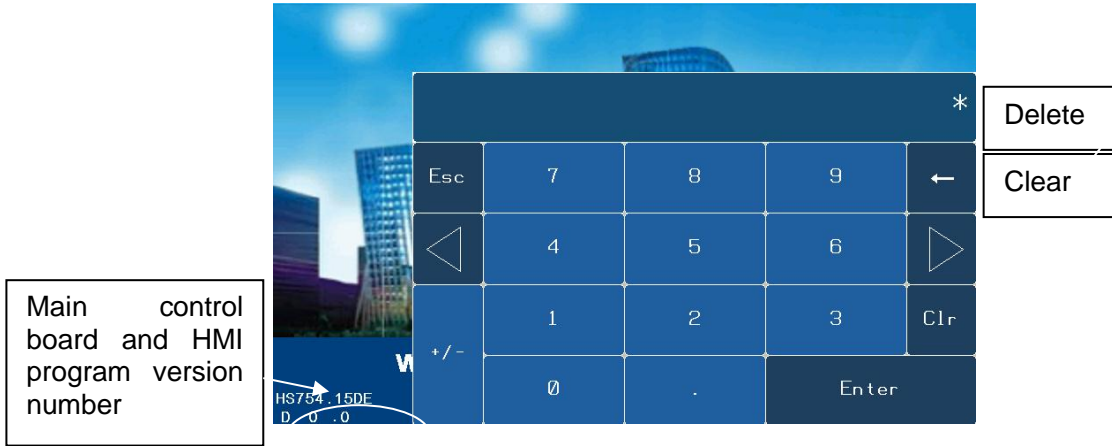 *
Delete
Esc 7 8 9 ←
Clear
4 5 6
Main control
board and HMI
program version
number
1 2 3 Clr
+/-
W
HS754.15DE
0 . Enter
D 0 .0